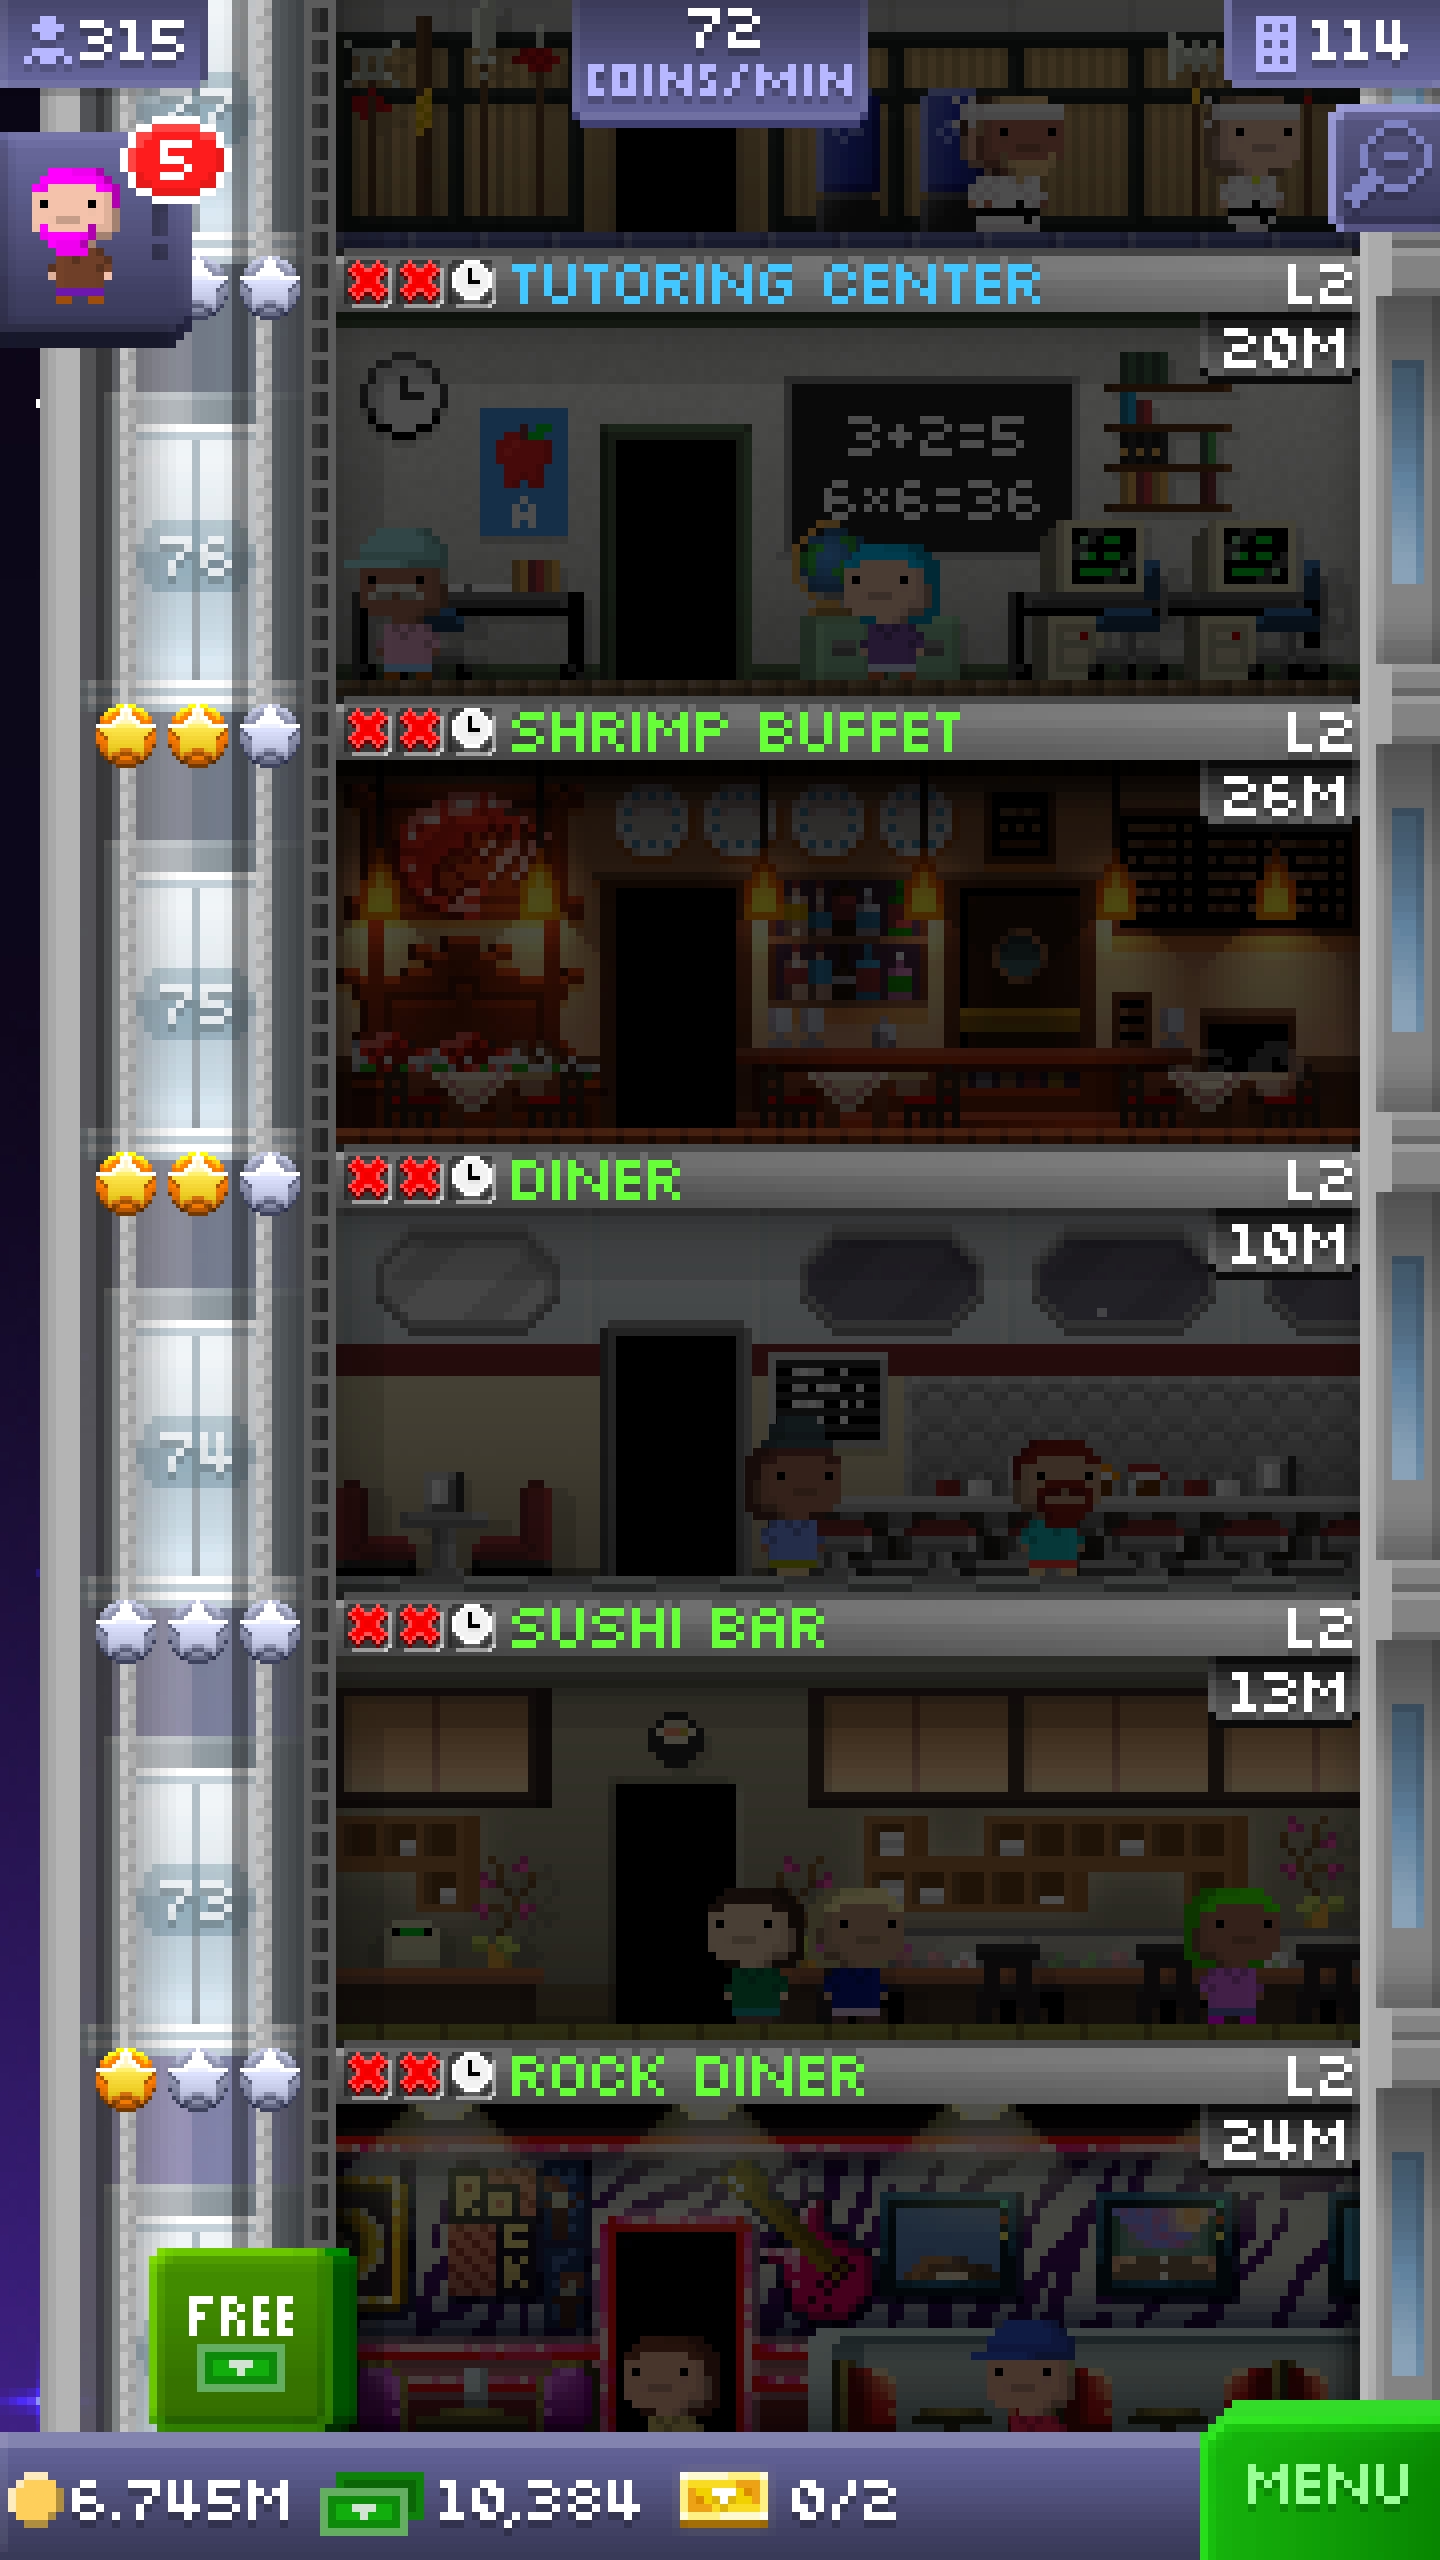 315
72
COINS/MIN
114
5
TUTORING CENTER
L2
20M
3+2=5
6×6=36
A
76
SHRIMP BUFFET
L2
26M
75
DINER
L2
10M
74
SUSHI BAR
L2
13M
73
ROCK DINER
L2
24M
FREE
6.745M
10,384
0/2
MENU